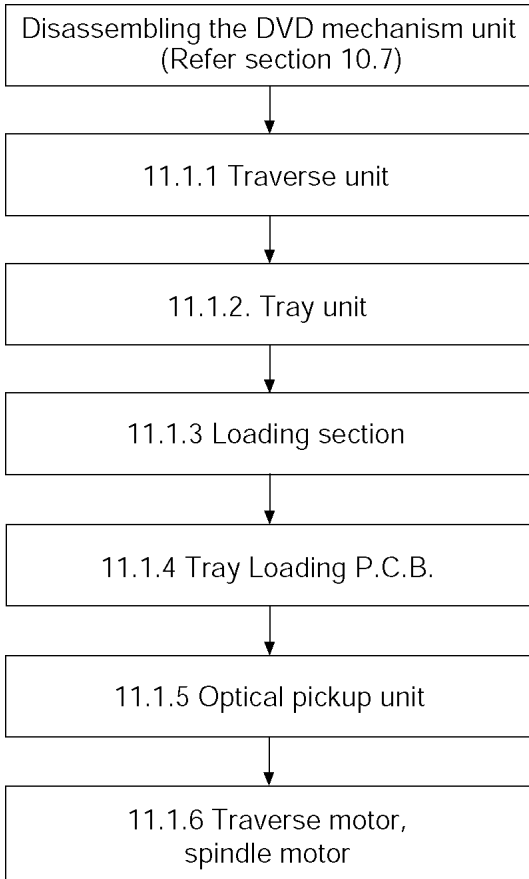 Disassembling the DVD mechanism unit
(Refer section 10.7)
11.1.1 Traverse unit
11.1.2. Tray unit
11.1.3 Loading section
11.1.4 Tray Loading P.C.B.
11.1.5 Optical pickup unit
11.1.6 Traverse motor,
spindle motor